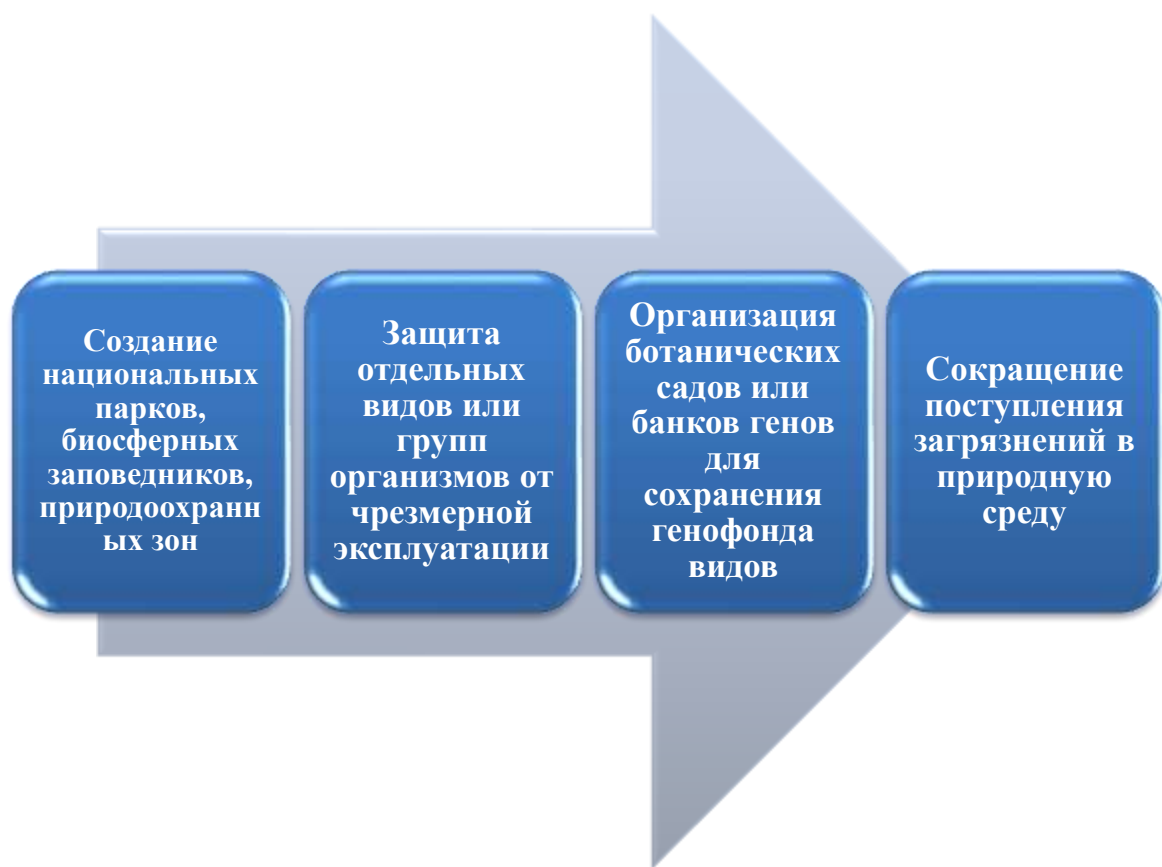 Создание
национальных
парков,
биосферных
заповедников,
природоохранн
ых зон
Защита
отдельных
видов или
групп
организмов от
чрезмерной
эксплуатации
Организация
ботанических
садов или
банков генов
для
сохранения
генофонда
видов
Сокращение
поступления
загрязнений в
природную
среду